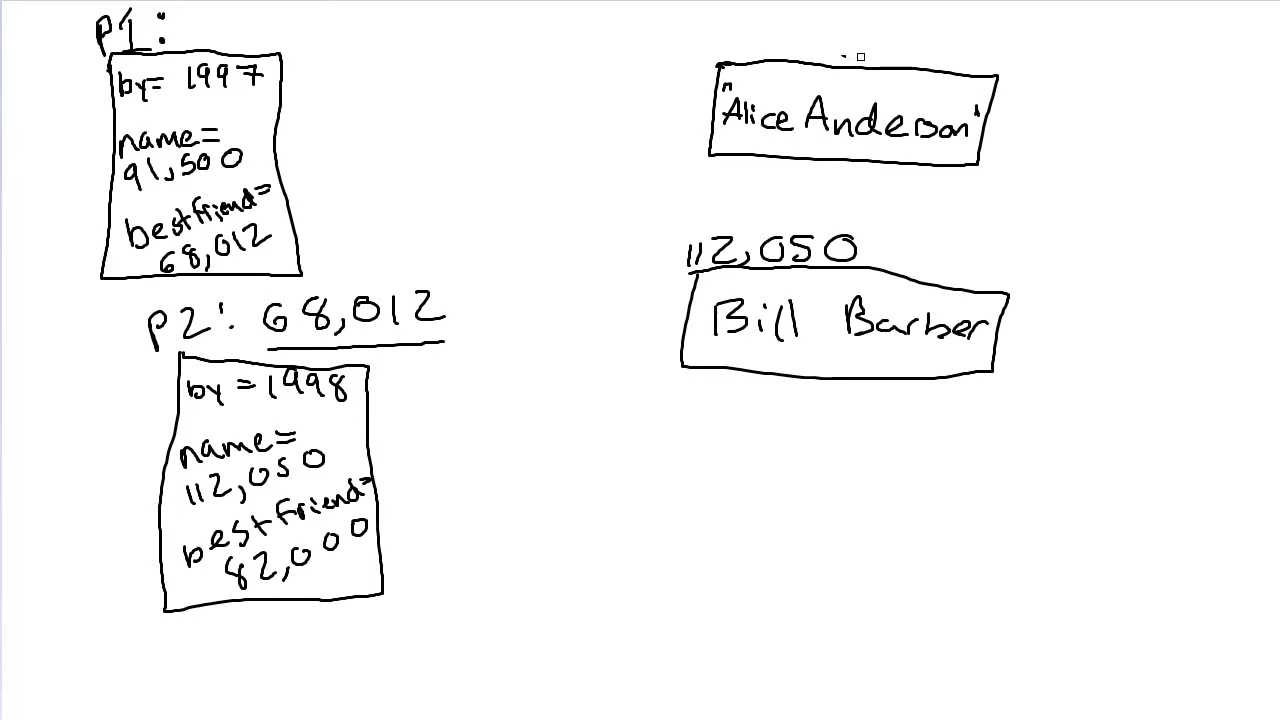 P1:
by= 1997
name=
91,500
bestfriend=
68,012
P2: 68,012
by = 1998
name=
112,050
bestfriend=
82,000
"Alice Anderson"
112,050
Bill Barber